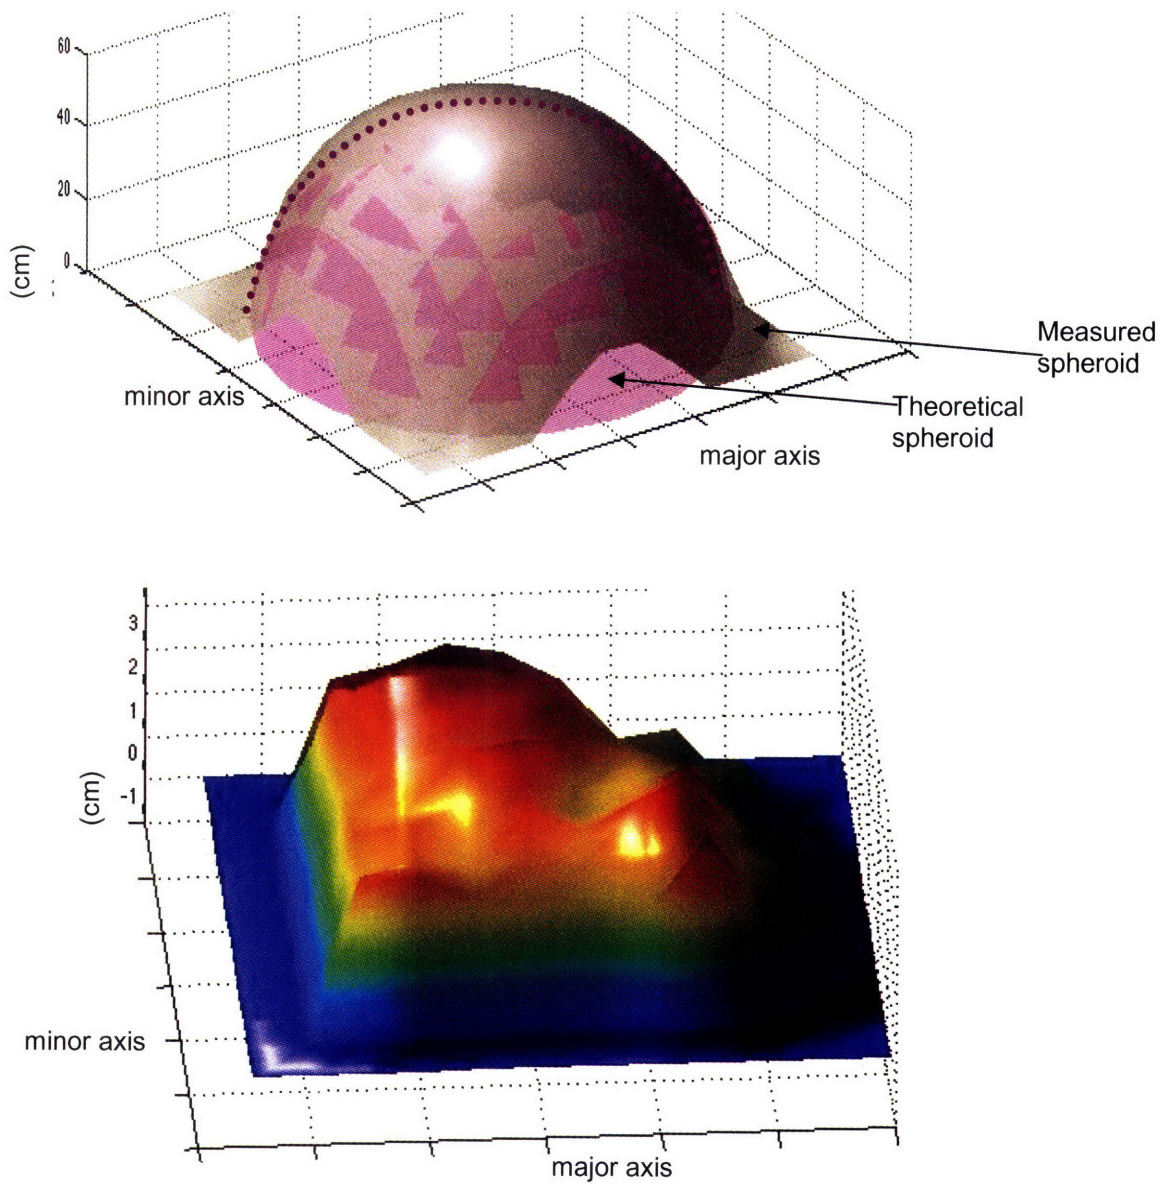 60
40
20
0
(cm)
minor axis
major axis
Measured
spheroid
Theoretical
spheroid
3
2
1
0
-1
(cm)
minor axis
major axis